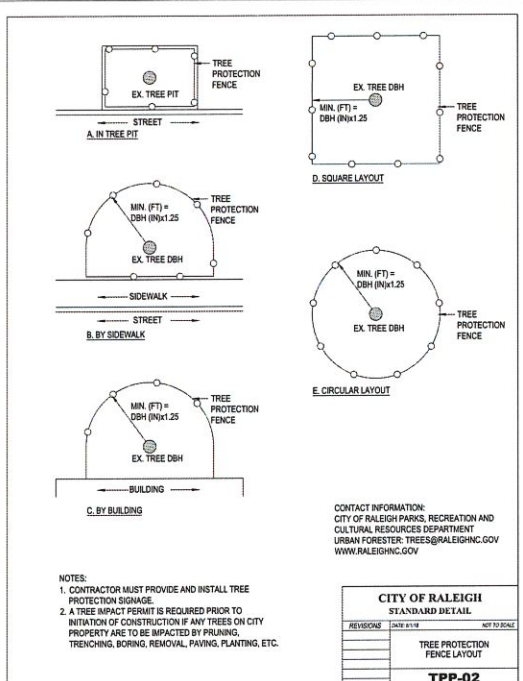 TREE
PROTECTION
FENCE
EX. TREE PIT
STREET
A. IN TREE PIT
TREE
PROTECTION
FENCE
MIN. (FT) =
DBH (IN)x1.25
EX. TREE DBH
SIDEWALK
STREET
B. BY SIDEWALK
TREE
PROTECTION
FENCE
MIN. (FT) =
DBH (IN)x1.25
EX. TREE DBH
BUILDING
C. BY BUILDING
EX. TREE DBH
MIN. (FT) =
DBH (IN)x1.25
TREE
PROTECTION
FENCE
D. SQUARE LAYOUT
MIN. (FT) =
DBH (IN)x1.25
EX. TREE DBH
TREE
PROTECTION
FENCE
E. CIRCULAR LAYOUT
CONTACT INFORMATION:
CITY OF RALEIGH PARKS, RECREATION AND
CULTURAL RESOURCES DEPARTMENT
URBAN FORESTER: TREES@RALEIGHNC.GOV
WWW.RALEIGHNC.GOV
NOTES:
1. CONTRACTOR MUST PROVIDE AND INSTALL TREE
PROTECTION SIGNAGE.
2. A TREE IMPACT PERMIT IS REQUIRED PRIOR TO
INITIATION OF CONSTRUCTION IF ANY TREES ON CITY
PROPERTY ARE TO BE IMPACTED BY PRUNING,
TRENCHING, BORING, REMOVAL, PAVING, PLANTING, ETC.
CITY OF RALEIGH
STANDARD DETAIL
REVISIONS DATE: 8/1/18 NOT TO SCALE
TREE PROTECTION
FENCE LAYOUT
TPP-02